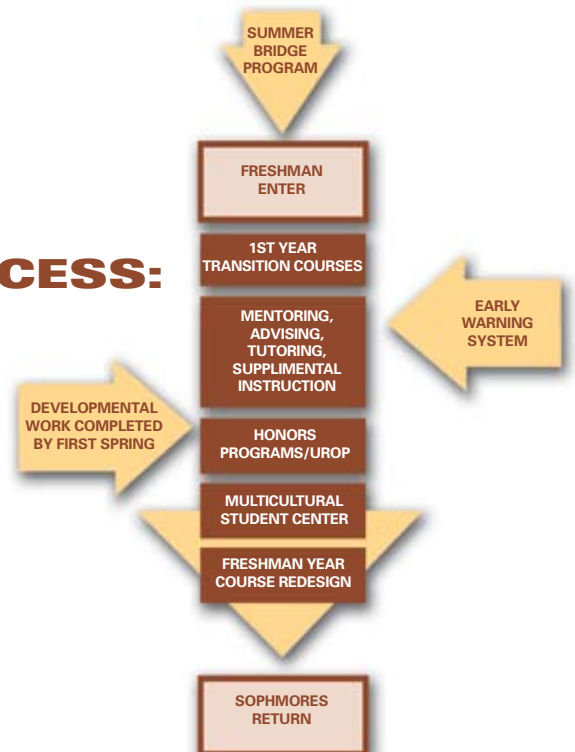 SUMMER
BRIDGE
PROGRAM
FRESHMAN
ENTER
CESS:
1ST YEAR
TRANSITION COURSES
MENTORING,
ADVISING,
TUTORING,
SUPPLIMENTAL
INSTRUCTION
EARLY
WARNING
SYSTEM
DEVELOPMENTAL
WORK COMPLETED
BY FIRST SPRING
HONORS
PROGRAMS/UROP
MULTICULTURAL
STUDENT CENTER
FRESHMAN YEAR
COURSE REDESIGN
SOPHMORES
RETURN